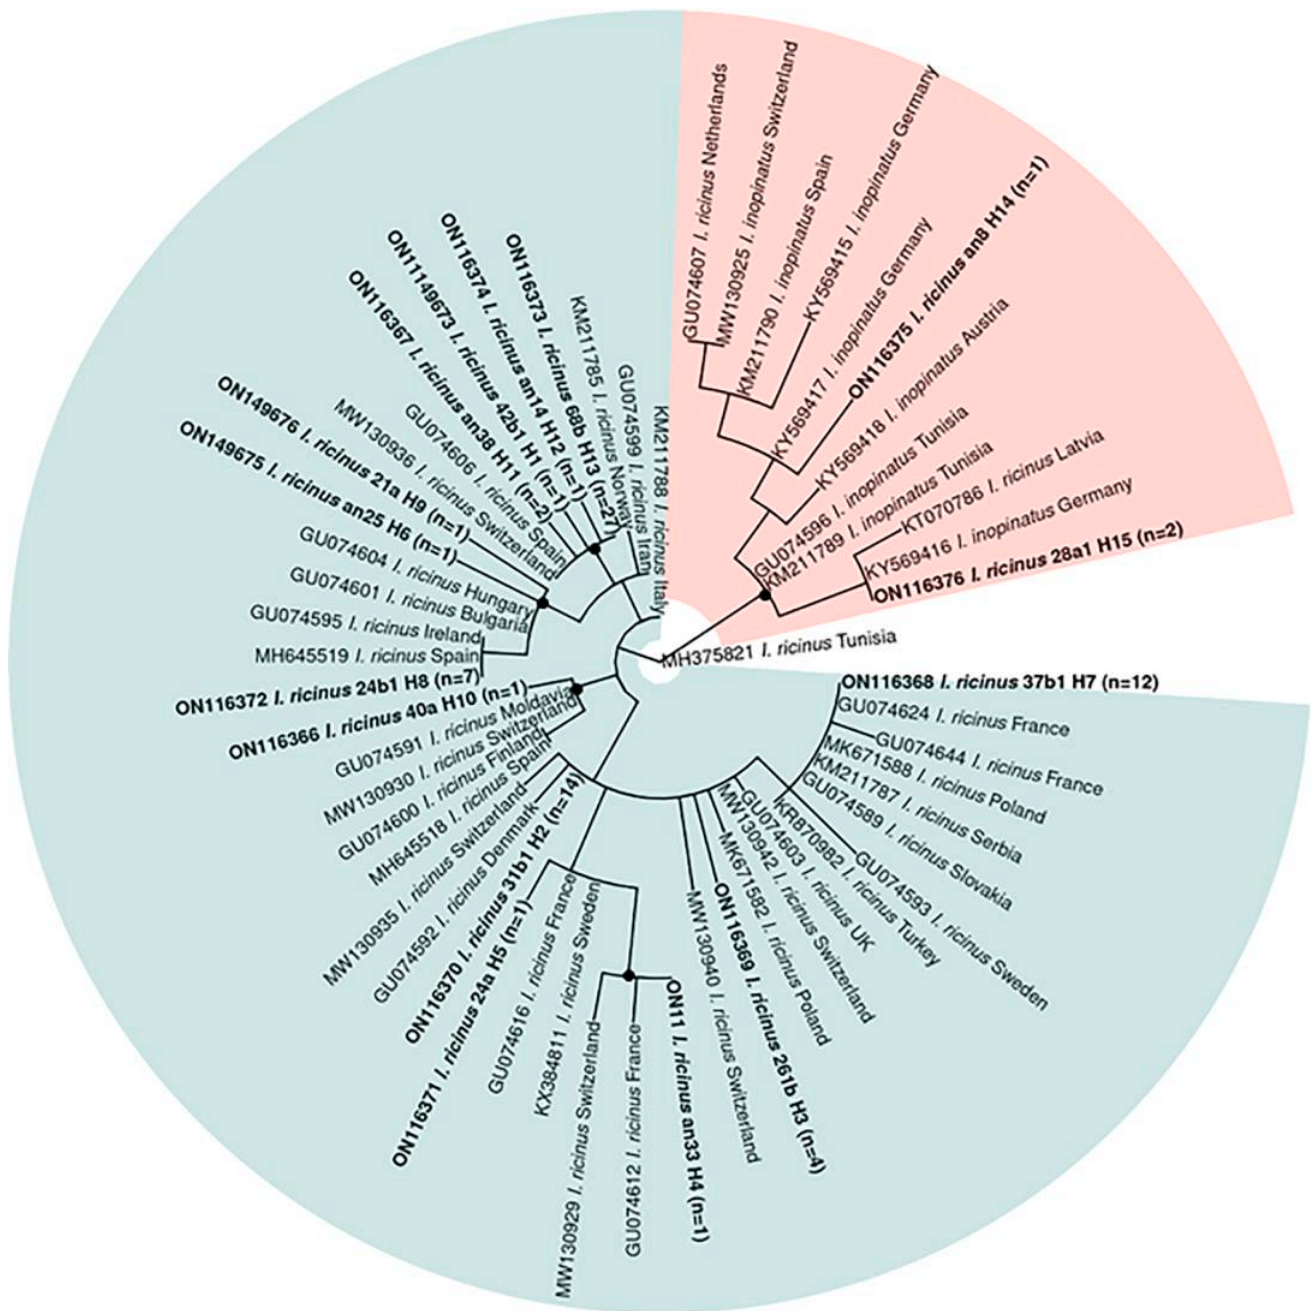 GU074607 I. ricinus Netherlands
MW130925 I. inopinatus Switzerland
KM211790 I. inopinatus Spain
KY569415 I. inopinatus Germany
KY569417 I. inopinatus Germany
ON116375 I. ricinus an8 H14 (n=1)
KY569418 I. inopinatus Austria
GU074596 I. inopinatus Tunisia
KM211789 I. inopinatus Tunisia
KT070786 I. ricinus Latvia
KY569416 I. inopinatus Germany
ON116376 I. ricinus 28a1 H15 (n=2)
MH375821 I. ricinus Tunisia
ON116368 I. ricinus 37b1 H7 (n=12)
GU074624 I. ricinus France
GU074644 I. ricinus France
MK671588 I. ricinus Poland
KM211787 I. ricinus Serbia
GU074589 I. ricinus Slovakia
GU074593 I. ricinus Sweden
KR870982 I. ricinus Turkey
GU074603 I. ricinus UK
MW130942 I. ricinus Switzerland
MK671582 I. ricinus Poland
ON116369 I. ricinus 261b H3 (n=4)
MW130940 I. ricinus Switzerland
ON11 I. ricinus an33 H4 (n=1)
GU074612 I. ricinus France
MW130929 I. ricinus Switzerland
KX384811 I. ricinus Sweden
GU074616 I. ricinus France
ON116371 I. ricinus 24a H5 (n=1)
ON116370 I. ricinus 31b1 H2 (n=14)
GU074592 I. ricinus Denmark
MW130935 I. ricinus Switzerland
MH645518 I. ricinus Spain
GU074600 I. ricinus Finland
MW130930 I. ricinus Switzerland
GU074591 I. ricinus Moldavia
ON116366 I. ricinus 40a H10 (n=1)
ON116372 I. ricinus 24b1 H8 (n=7)
MH645519 I. ricinus Spain
GU074595 I. ricinus Ireland
GU074601 I. ricinus Bulgaria
GU074604 I. ricinus Hungary
ON149675 I. ricinus an25 H6 (n=1)
ON149676 I. ricinus 21a H9 (n=1)
MW130936 I. ricinus Switzerland
GU074606 I. ricinus Spain
ON116367 I. ricinus an38 H11 (n=2)
ON11149673 I. ricinus 42b1 H1 (n=1)
ON116374 I. ricinus an14 H12 (n=1)
ON116373 I. ricinus 68b H13 (n=27)
KM211785 I. ricinus Norway
GU074599 I. ricinus Iran
KM211788 I. ricinus Italy